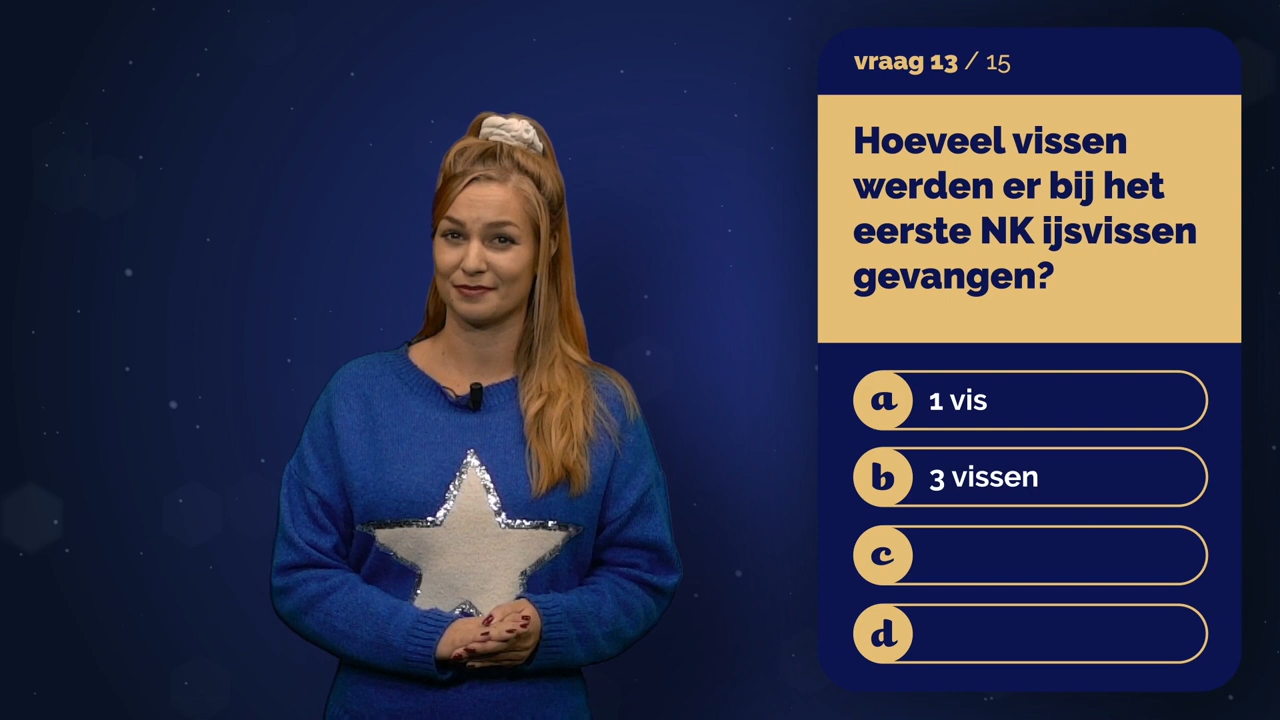 vraag 13 / 15
Hoeveel vissen
werden er bij het
eerste NK ijsvissen
gevangen?
a 1 vis
b 3 vissen
c
d